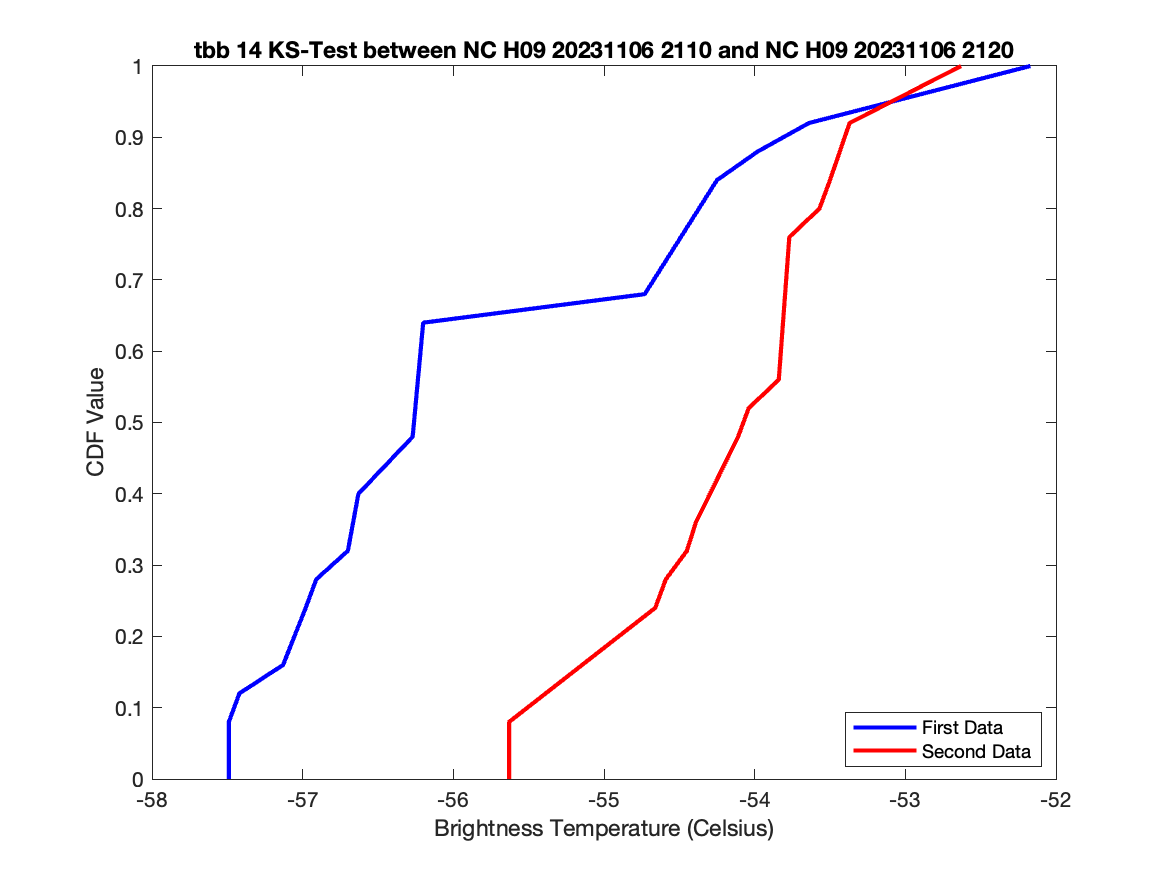 tbb 14 KS-Test between NC H09 20231106 2110 and NC H09 20231106 2120
1
0.9
0.8
0.7
0.6
0.5
0.4
0.3
0.2
0.1
0
CDF Value
First Data
Second Data
-58 -57 -56 -55 -54 -53 -52
Brightness Temperature (Celsius)